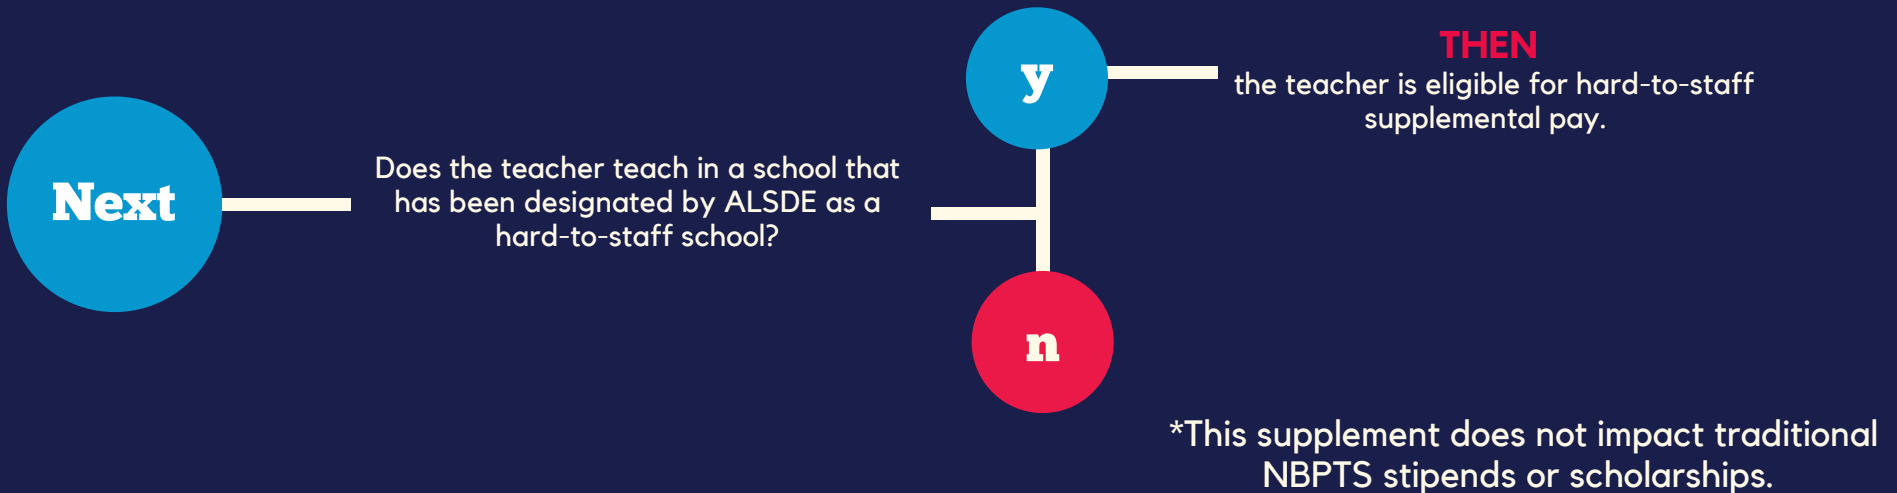 Next
Does the teacher teach in a school that
has been designated by ALSDE as a
hard-to-staff school?
y
THEN
the teacher is eligible for hard-to-staff
supplemental pay.
n
*This supplement does not impact traditional
NBPTS stipends or scholarships.